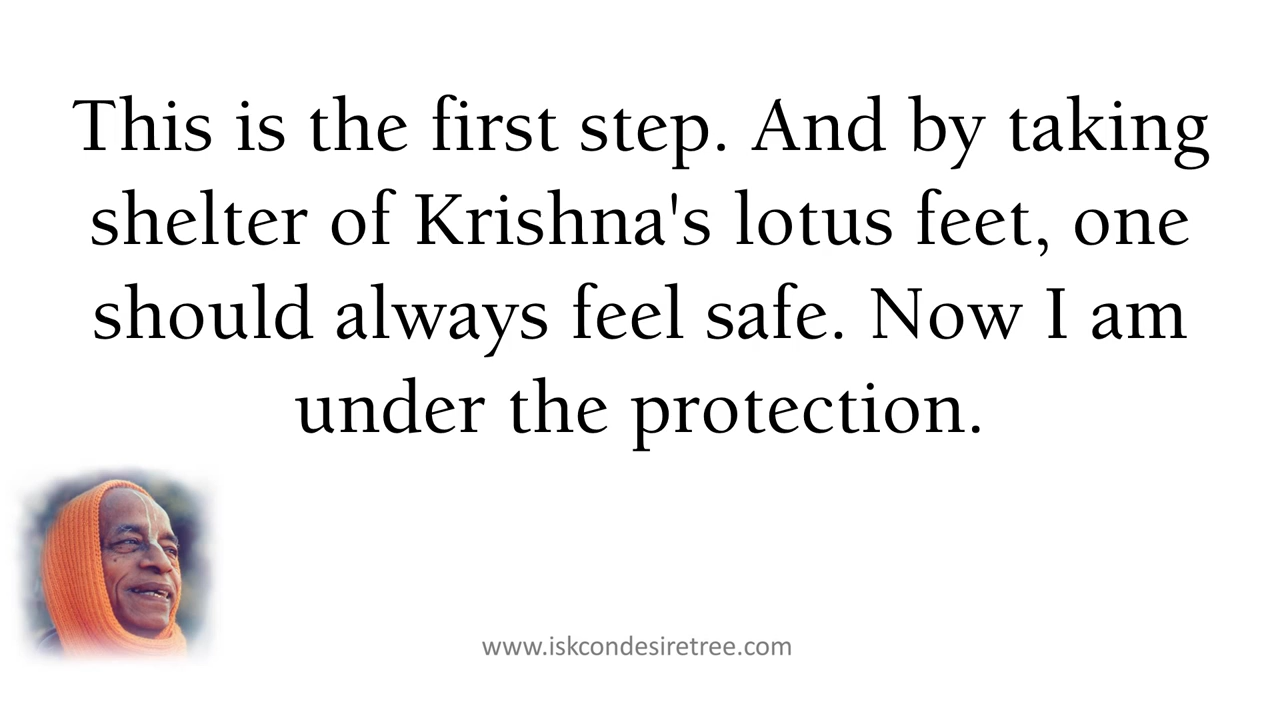 This is the first step. And by taking
shelter of Krishna's lotus feet, one
should always feel safe. Now I am
under the protection.
www.iskcondesiretree.com